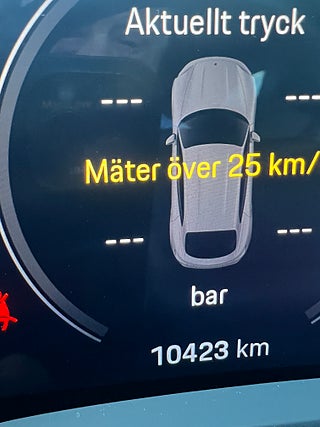 Aktuellt tryck
--- ---
Mäter över 25 km/
--- ---
bar
10423 km